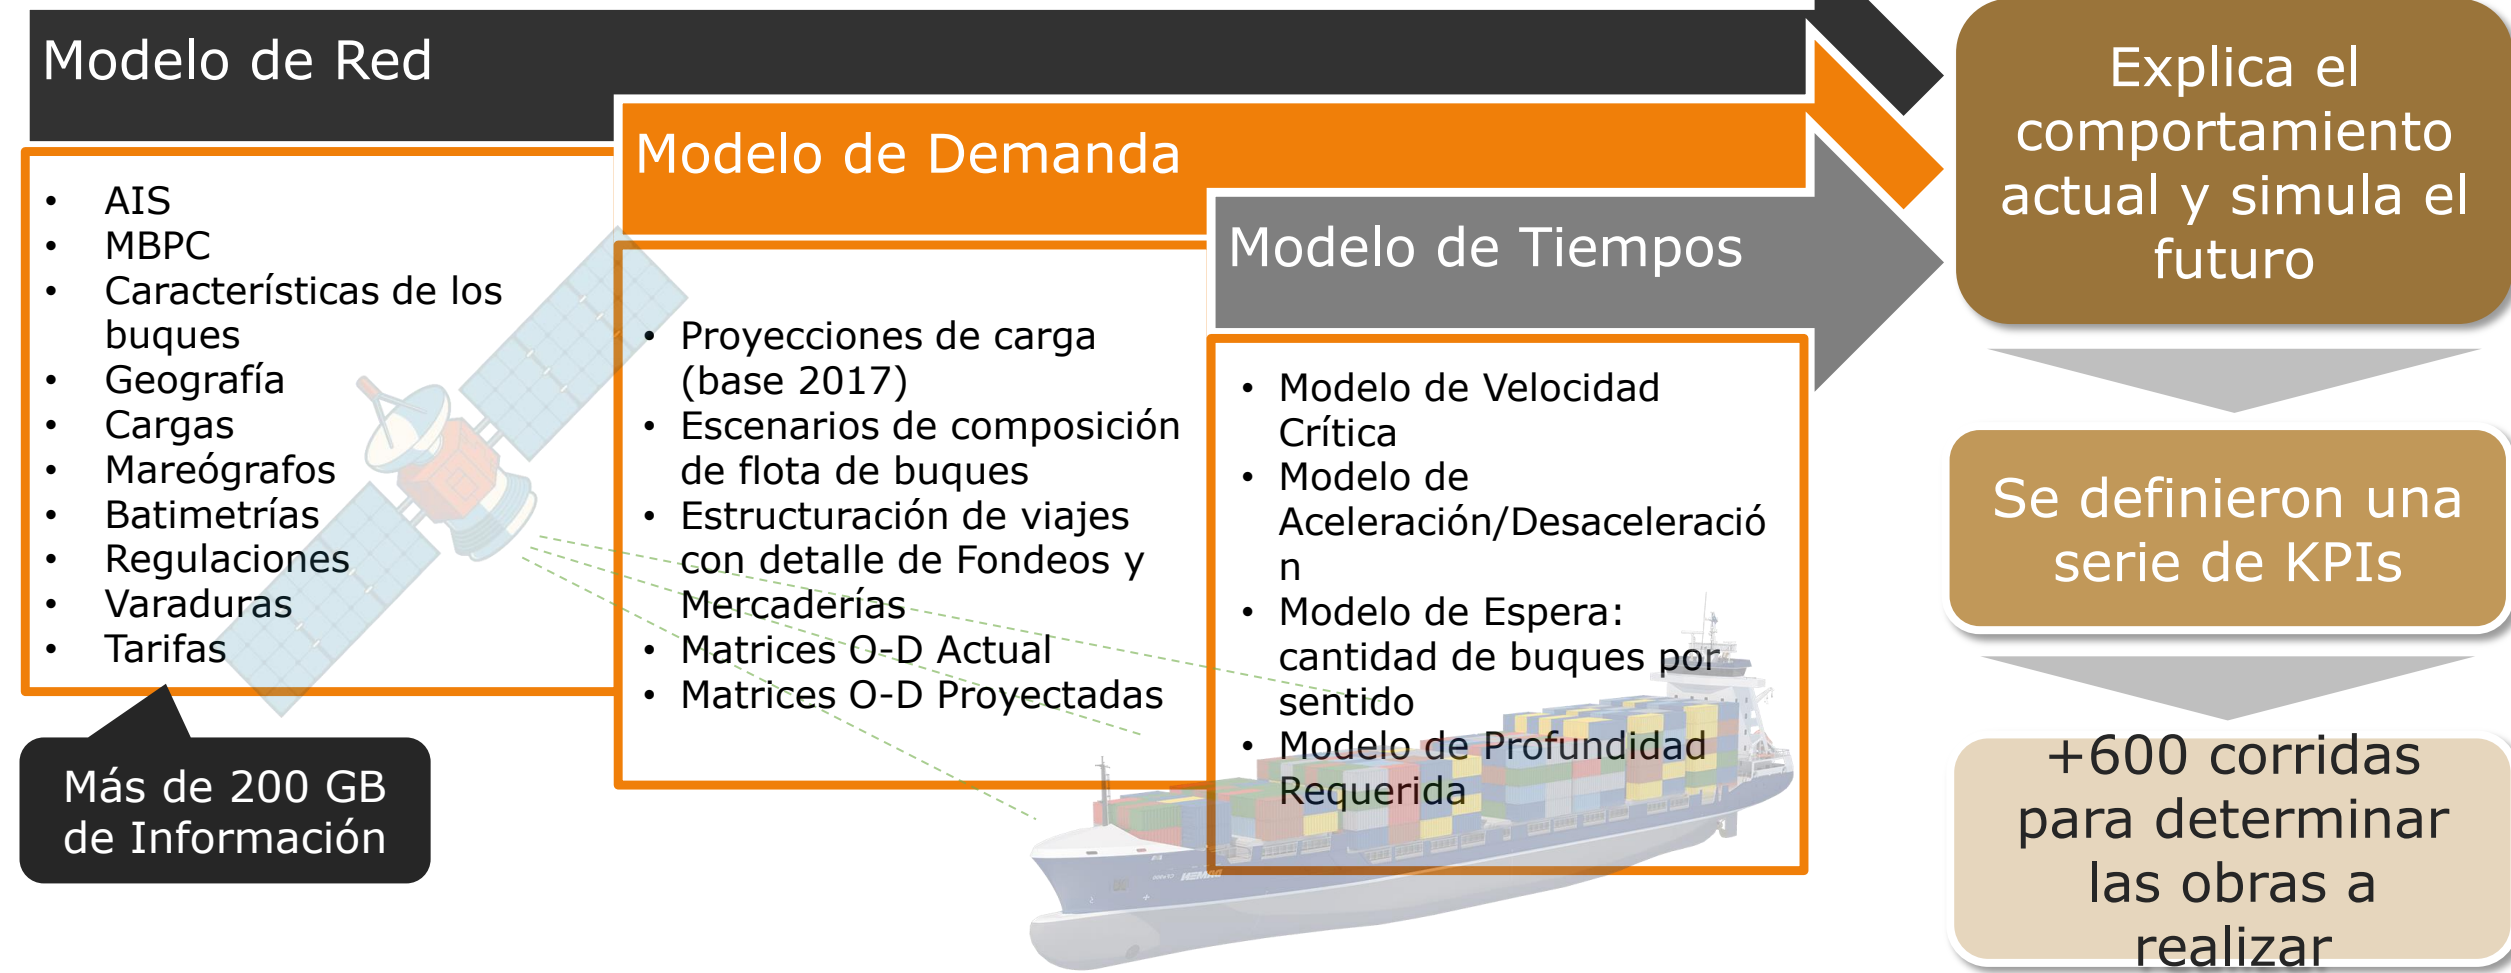 Modelo de Red
• AIS
• MBPC
• Características de los
buques
• Geografía
• Cargas
• Mareógrafos
• Batimetrías
• Regulaciones
• Varaduras
• Tarifas
Más de 200 GB
de Información
Modelo de Demanda
• Proyecciones de carga
(base 2017)
• Escenarios de composición
de flota de buques
• Estructuración de viajes
con detalle de Fondeos y
Mercaderías
• Matrices O-D Actual
• Matrices O-D Proyectadas
Modelo de Tiempos
• Modelo de Velocidad
Crítica
• Modelo de
Aceleración/Desaceleració
n
• Modelo de Espera:
cantidad de buques por
sentido
• Modelo de Profundidad
Requerida
Explica el
comportamiento
actual y simula el
futuro
Se definieron una
serie de KPIs
+600 corridas
para determinar
las obras a
realizar